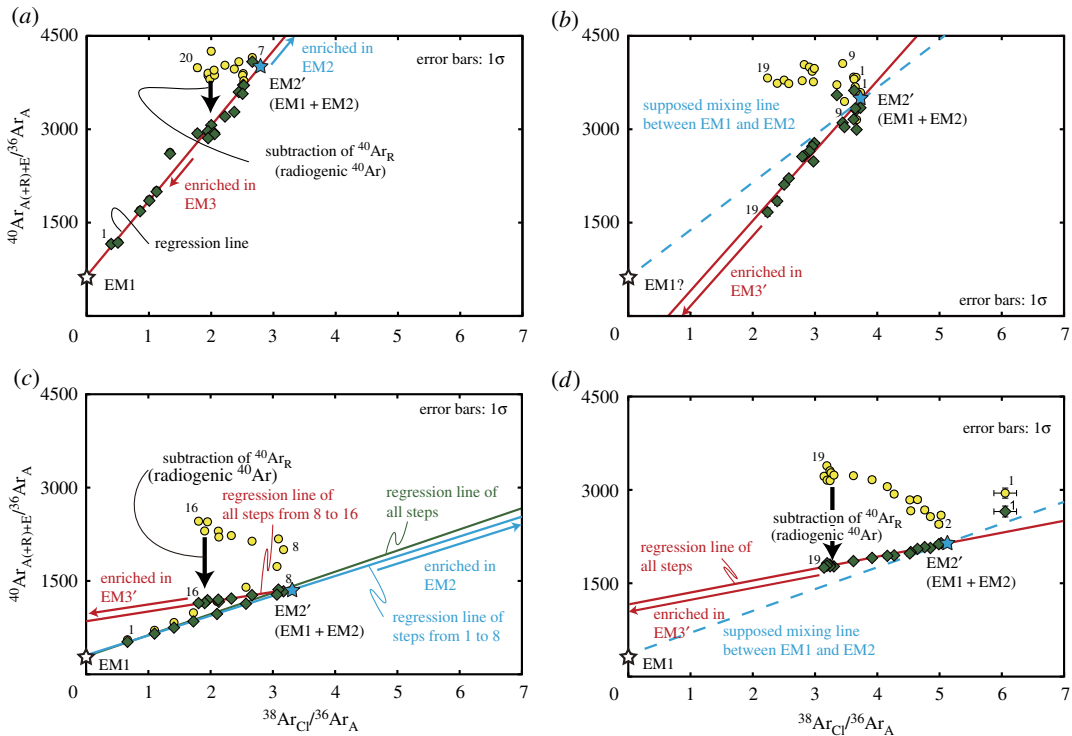 (a)
4500
3000
1500
⁴⁰Ar_A(+R)+E/³⁶Ar_A
20
7
enriched in
EM2
error bars: 1σ
EM2′
(EM1 + EM2)
subtraction of ⁴⁰Ar_R
(radiogenic ⁴⁰Ar)
enriched in
EM3
1
regression line
EM1
0 1 2 3 4 5 6 7
(b)
4500
3000
1500
19
9
1
supposed mixing line
between EM1 and EM2
EM2′
(EM1 + EM2)
9
19
enriched in
EM3′
EM1?
error bars: 1σ
0 1 2 3 4 5 6 7
(c)
4500
3000
1500
⁴⁰Ar_A(+R)+E/³⁶Ar_A
error bars: 1σ
subtraction of ⁴⁰Ar_R
(radiogenic ⁴⁰Ar)
regression line of
all steps from 8 to 16
regression line of
all steps
16
8
enriched in
EM3′
16
8
enriched in
EM2
EM2′
(EM1 + EM2)
1
regression line of
steps from 1 to 8
EM1
0 1 2 3 4 5 6 7
³⁸Ar_Cl/³⁶Ar_A
(d)
4500
3000
1500
error bars: 1σ
19
1
1
2
subtraction of ⁴⁰Ar_R
(radiogenic ⁴⁰Ar)
regression line of
all steps
19
EM2′
(EM1 + EM2)
enriched in
EM3′
supposed mixing line
between EM1 and EM2
EM1
0 1 2 3 4 5 6 7
³⁸Ar_Cl/³⁶Ar_A